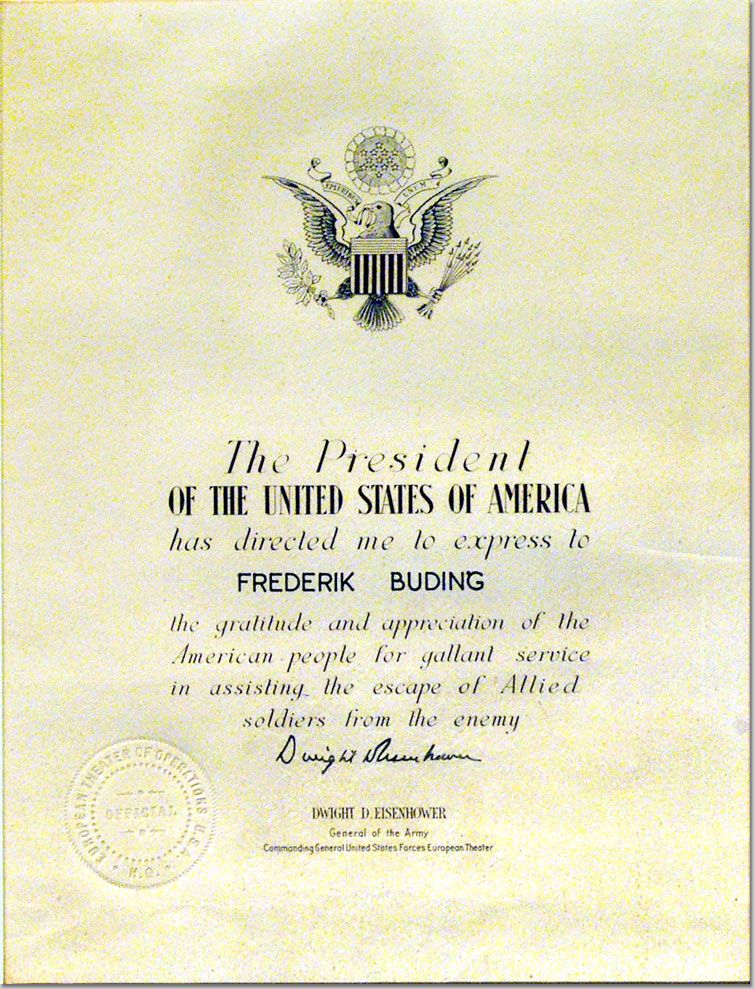 E PLURIBUS UNUM
The President
OF THE UNITED STATES OF AMERICA
has directed me to express to
FREDERIK BUDING
the gratitude and appreciation of the
American people for gallant service
in assisting the escape of Allied
soldiers from the enemy
Dwight D Eisenhower
DWIGHT D. EISENHOWER
General of the Army
Commanding General United States Forces European Theater
EUROPEAN THEATER OF OPERATIONS U.S.A.
OFFICIAL
H.Q.